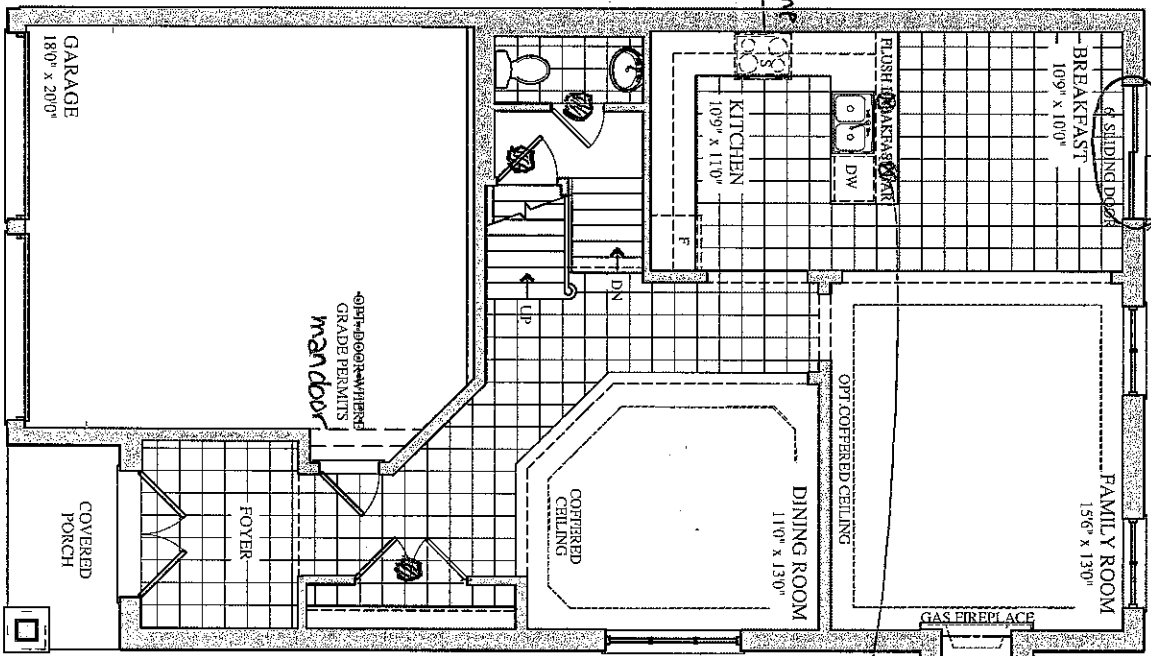 BREAKFAST
10'9" x 10'0"
6' SLIDING DOOR
FLUSH BREAKFAST BAR
S
DW
KITCHEN
10'9" x 11'0"
F
FAMILY ROOM
15'6" x 13'0"
OPT.COFFERED CEILING
GAS FIREPLACE
DINING ROOM
11'0" x 13'0"
COFFERED
CEILING
DN
UP
GARAGE
18'0" x 20'0"
OPT. DOOR WHERE
GRADE PERMITS
mandoor
FOYER
COVERED
PORCH